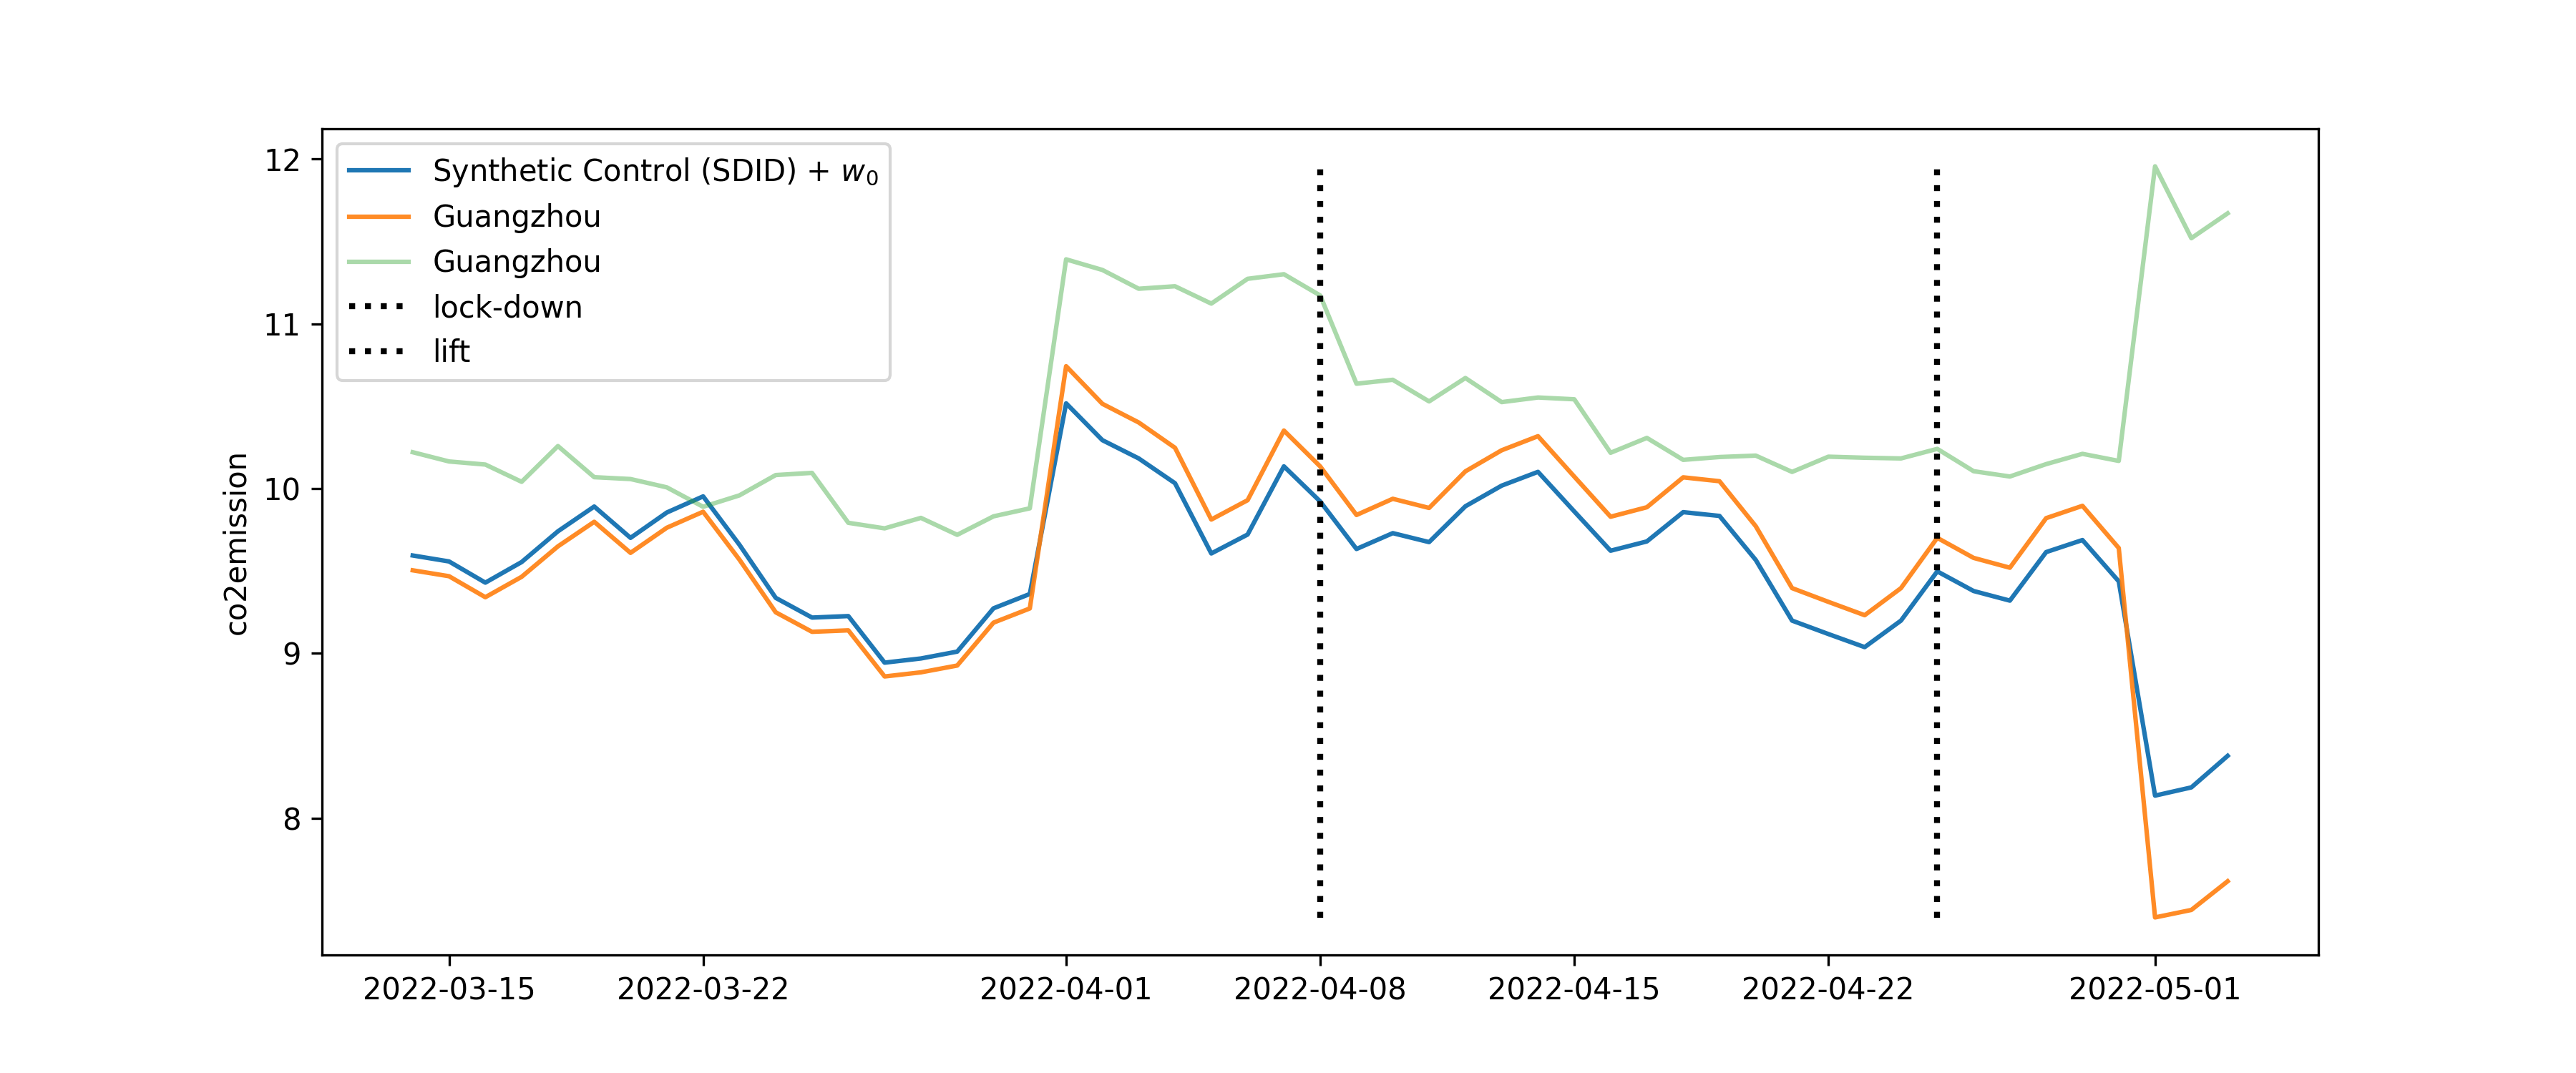 Synthetic Control (SDID) + w₀
Guangzhou
Guangzhou
lock-down
lift
co2emission
12
11
10
9
8
2022-03-15
2022-03-22
2022-04-01
2022-04-08
2022-04-15
2022-04-22
2022-05-01